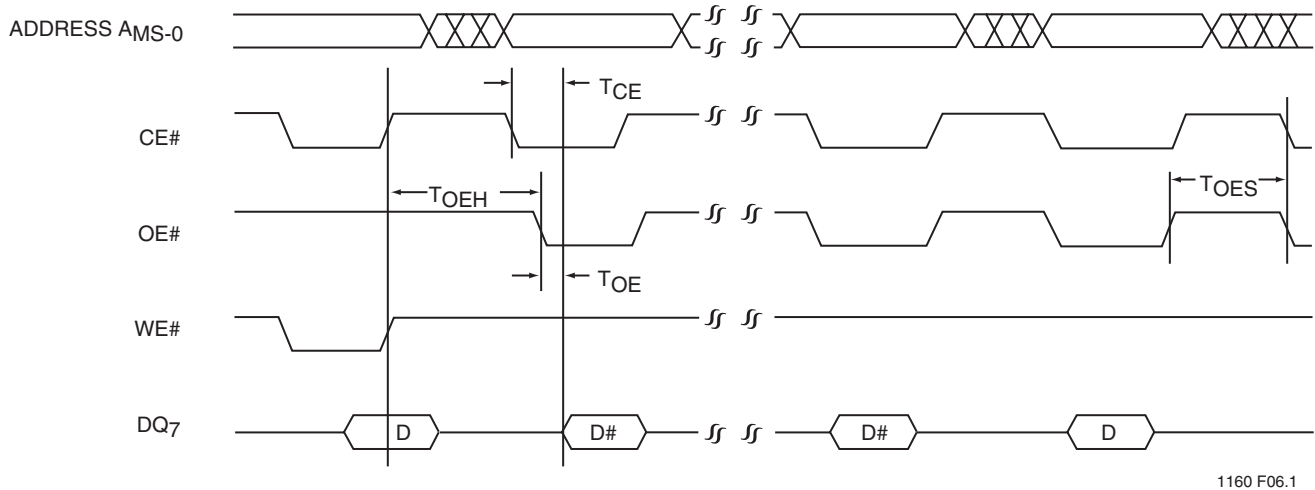 ADDRESS AMS-0
TCE
CE#
TOEH
TOES
OE#
TOE
WE#
DQ7
D
D#
D#
D
1160 F06.1